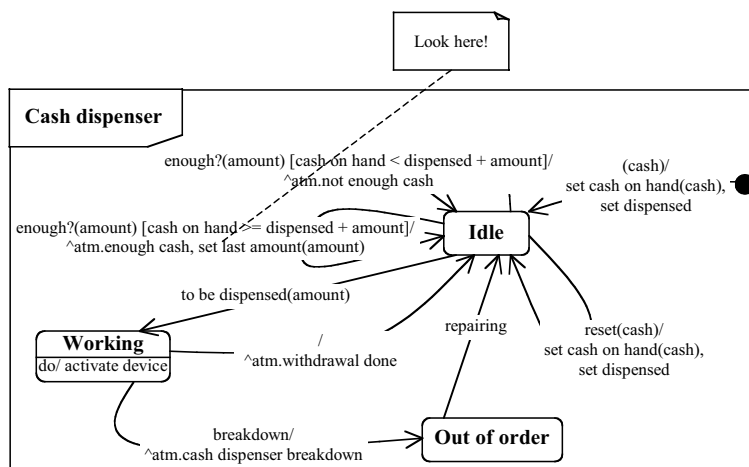 Look here!
Cash dispenser
enough?(amount) [cash on hand < dispensed + amount]/
^atm.not enough cash
(cash)/
set cash on hand(cash),
set dispensed
enough?(amount) [cash on hand >= dispensed + amount]/
^atm.enough cash, set last amount(amount)
Idle
to be dispensed(amount)
Working
do/ activate device
/
^atm.withdrawal done
repairing
reset(cash)/
set cash on hand(cash),
set dispensed
breakdown/
^atm.cash dispenser breakdown
Out of order